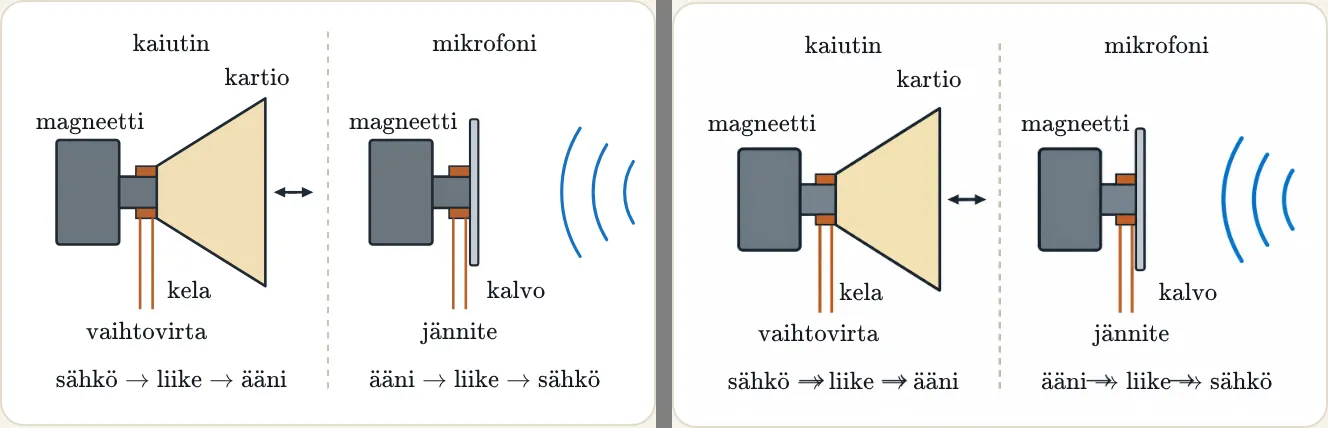 kaiutin
kartio
magneetti
kela
vaihtovirta
sähkö → liike → ääni
mikrofoni
magneetti
kalvo
jännite
ääni → liike → sähkö
kaiutin
kartio
magneetti
kela
vaihtovirta
sähkö → liike → ääni
mikrofoni
magneetti
kalvo
jännite
ääni → liike → sähkö